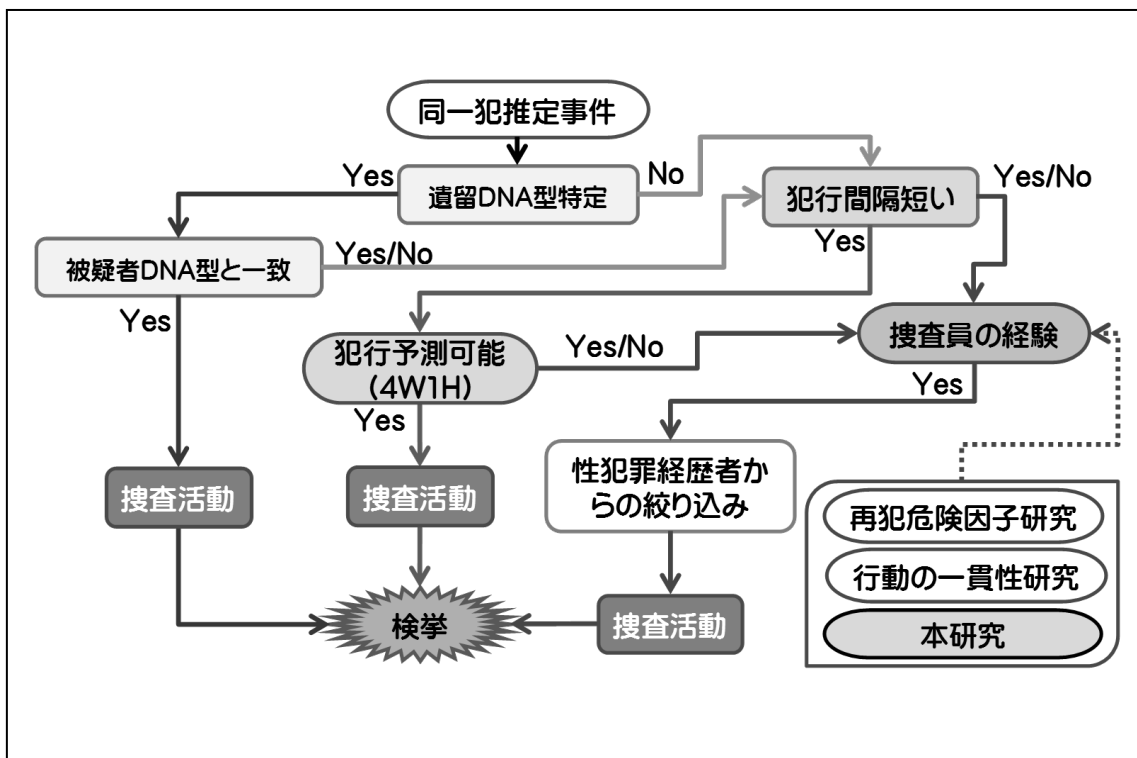 同一犯推定事件
Yes
No
遺留DNA型特定
犯行間隔短い
Yes/No
Yes
被疑者DNA型と一致
Yes/No
Yes
犯行予測可能
(4W1H)
Yes/No
Yes
捜査員の経験
Yes
性犯罪経歴者か
らの絞り込み
捜査活動
捜査活動
捜査活動
検挙
再犯危険因子研究
行動の一貫性研究
本研究